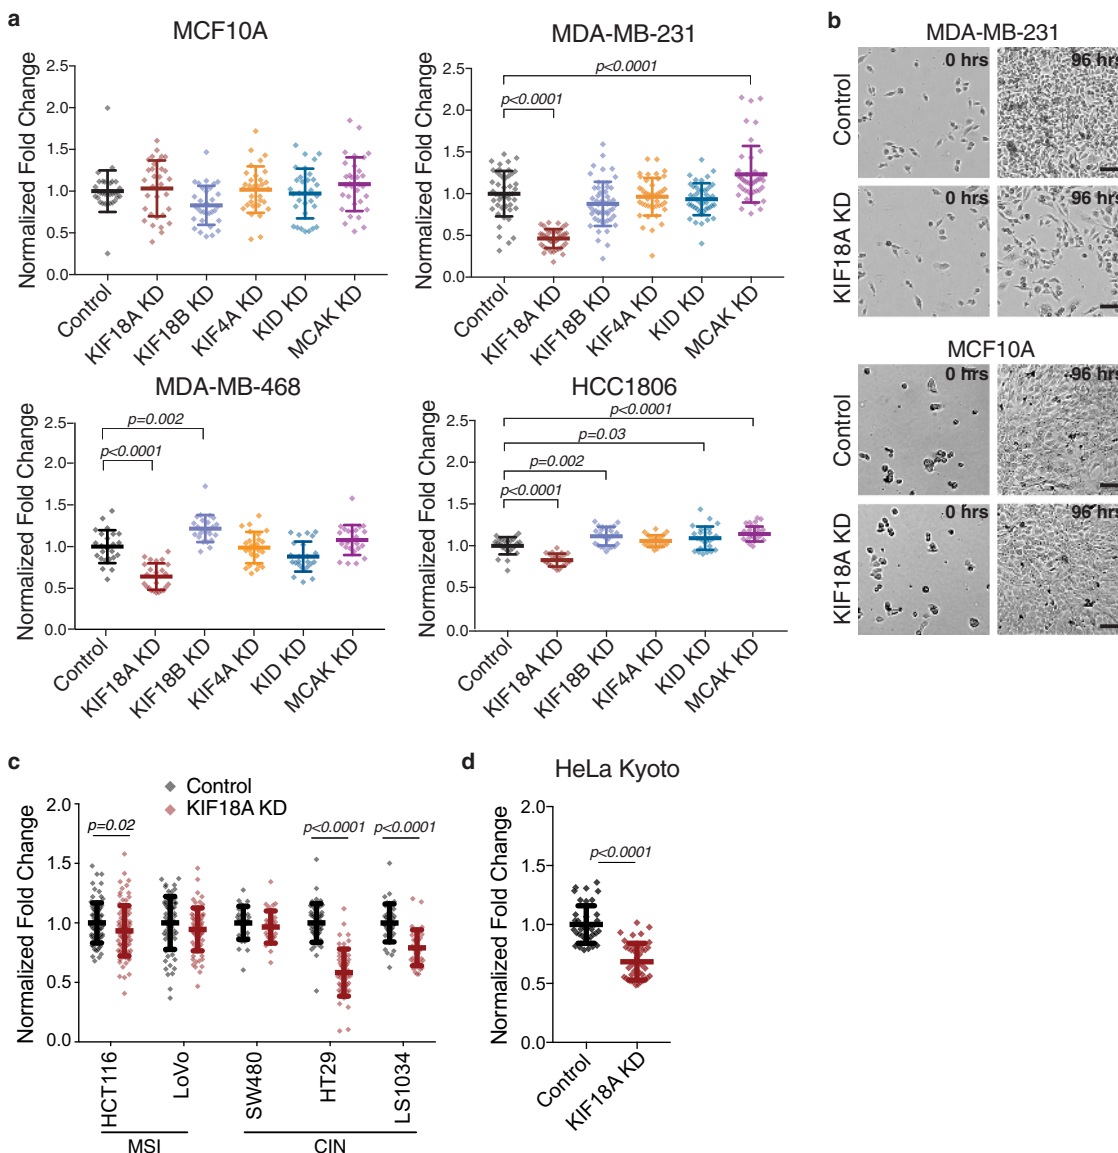 a
MCF10A
Normalized Fold Change
2.5
2.0
1.5
1.0
0.5
0.0
Control
KIF18A KD
KIF18B KD
KIF4A KD
KID KD
MCAK KD
MDA-MB-231
Normalized Fold Change
2.5
2.0
1.5
1.0
0.5
0.0
p<0.0001
p<0.0001
Control
KIF18A KD
KIF18B KD
KIF4A KD
KID KD
MCAK KD
MDA-MB-468
Normalized Fold Change
2.5
2.0
1.5
1.0
0.5
0.0
p=0.002
p<0.0001
Control
KIF18A KD
KIF18B KD
KIF4A KD
KID KD
MCAK KD
HCC1806
Normalized Fold Change
2.5
2.0
1.5
1.0
0.5
0.0
p<0.0001
p=0.03
p=0.002
p<0.0001
Control
KIF18A KD
KIF18B KD
KIF4A KD
KID KD
MCAK KD
b
MDA-MB-231
Control
0 hrs
96 hrs
KIF18A KD
0 hrs
96 hrs
MCF10A
Control
0 hrs
96 hrs
KIF18A KD
0 hrs
96 hrs
c
Control
KIF18A KD
Normalized Fold Change
2.0
1.5
1.0
0.5
0.0
p=0.02
p<0.0001
p<0.0001
HCT116
LoVo
SW480
HT29
LS1034
MSI
CIN
d
HeLa Kyoto
Normalized Fold Change
2.0
1.5
1.0
0.5
0.0
p<0.0001
Control
KIF18A KD